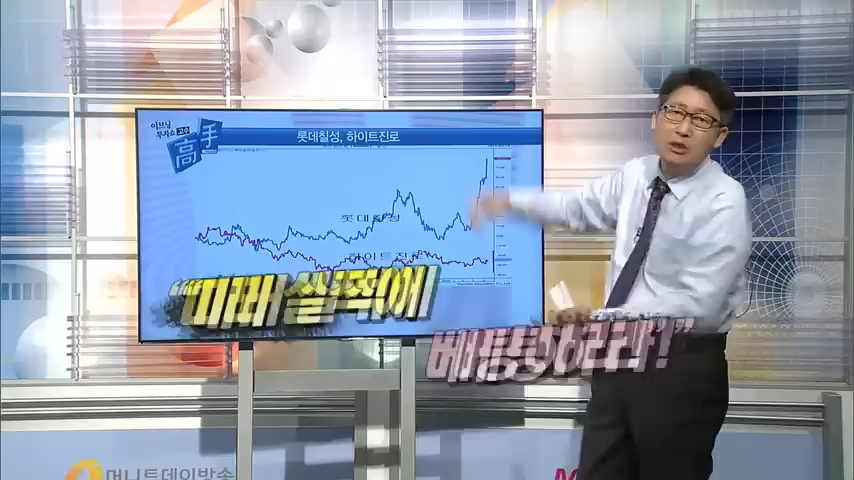 이브닝
투자쇼 고수
高手
롯데칠성, 하이트진로
롯데칠성
하이트진로
"미래 실적에
베팅하라!"
머니투데이방송
M